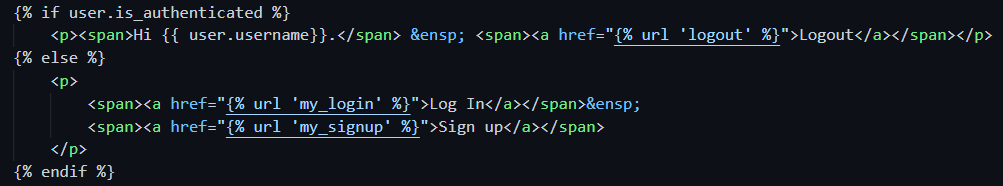 {% if user.is_authenticated %}
<p><span>Hi {{ user.username}}.</span> &ensp; <span><a href="{% url 'logout' %}">Logout</a></span></p>
{% else %}
<p>
<span><a href="{% url 'my_login' %}">Log In</a></span>&ensp;
<span><a href="{% url 'my_signup' %}">Sign up</a></span>
</p>
{% endif %}